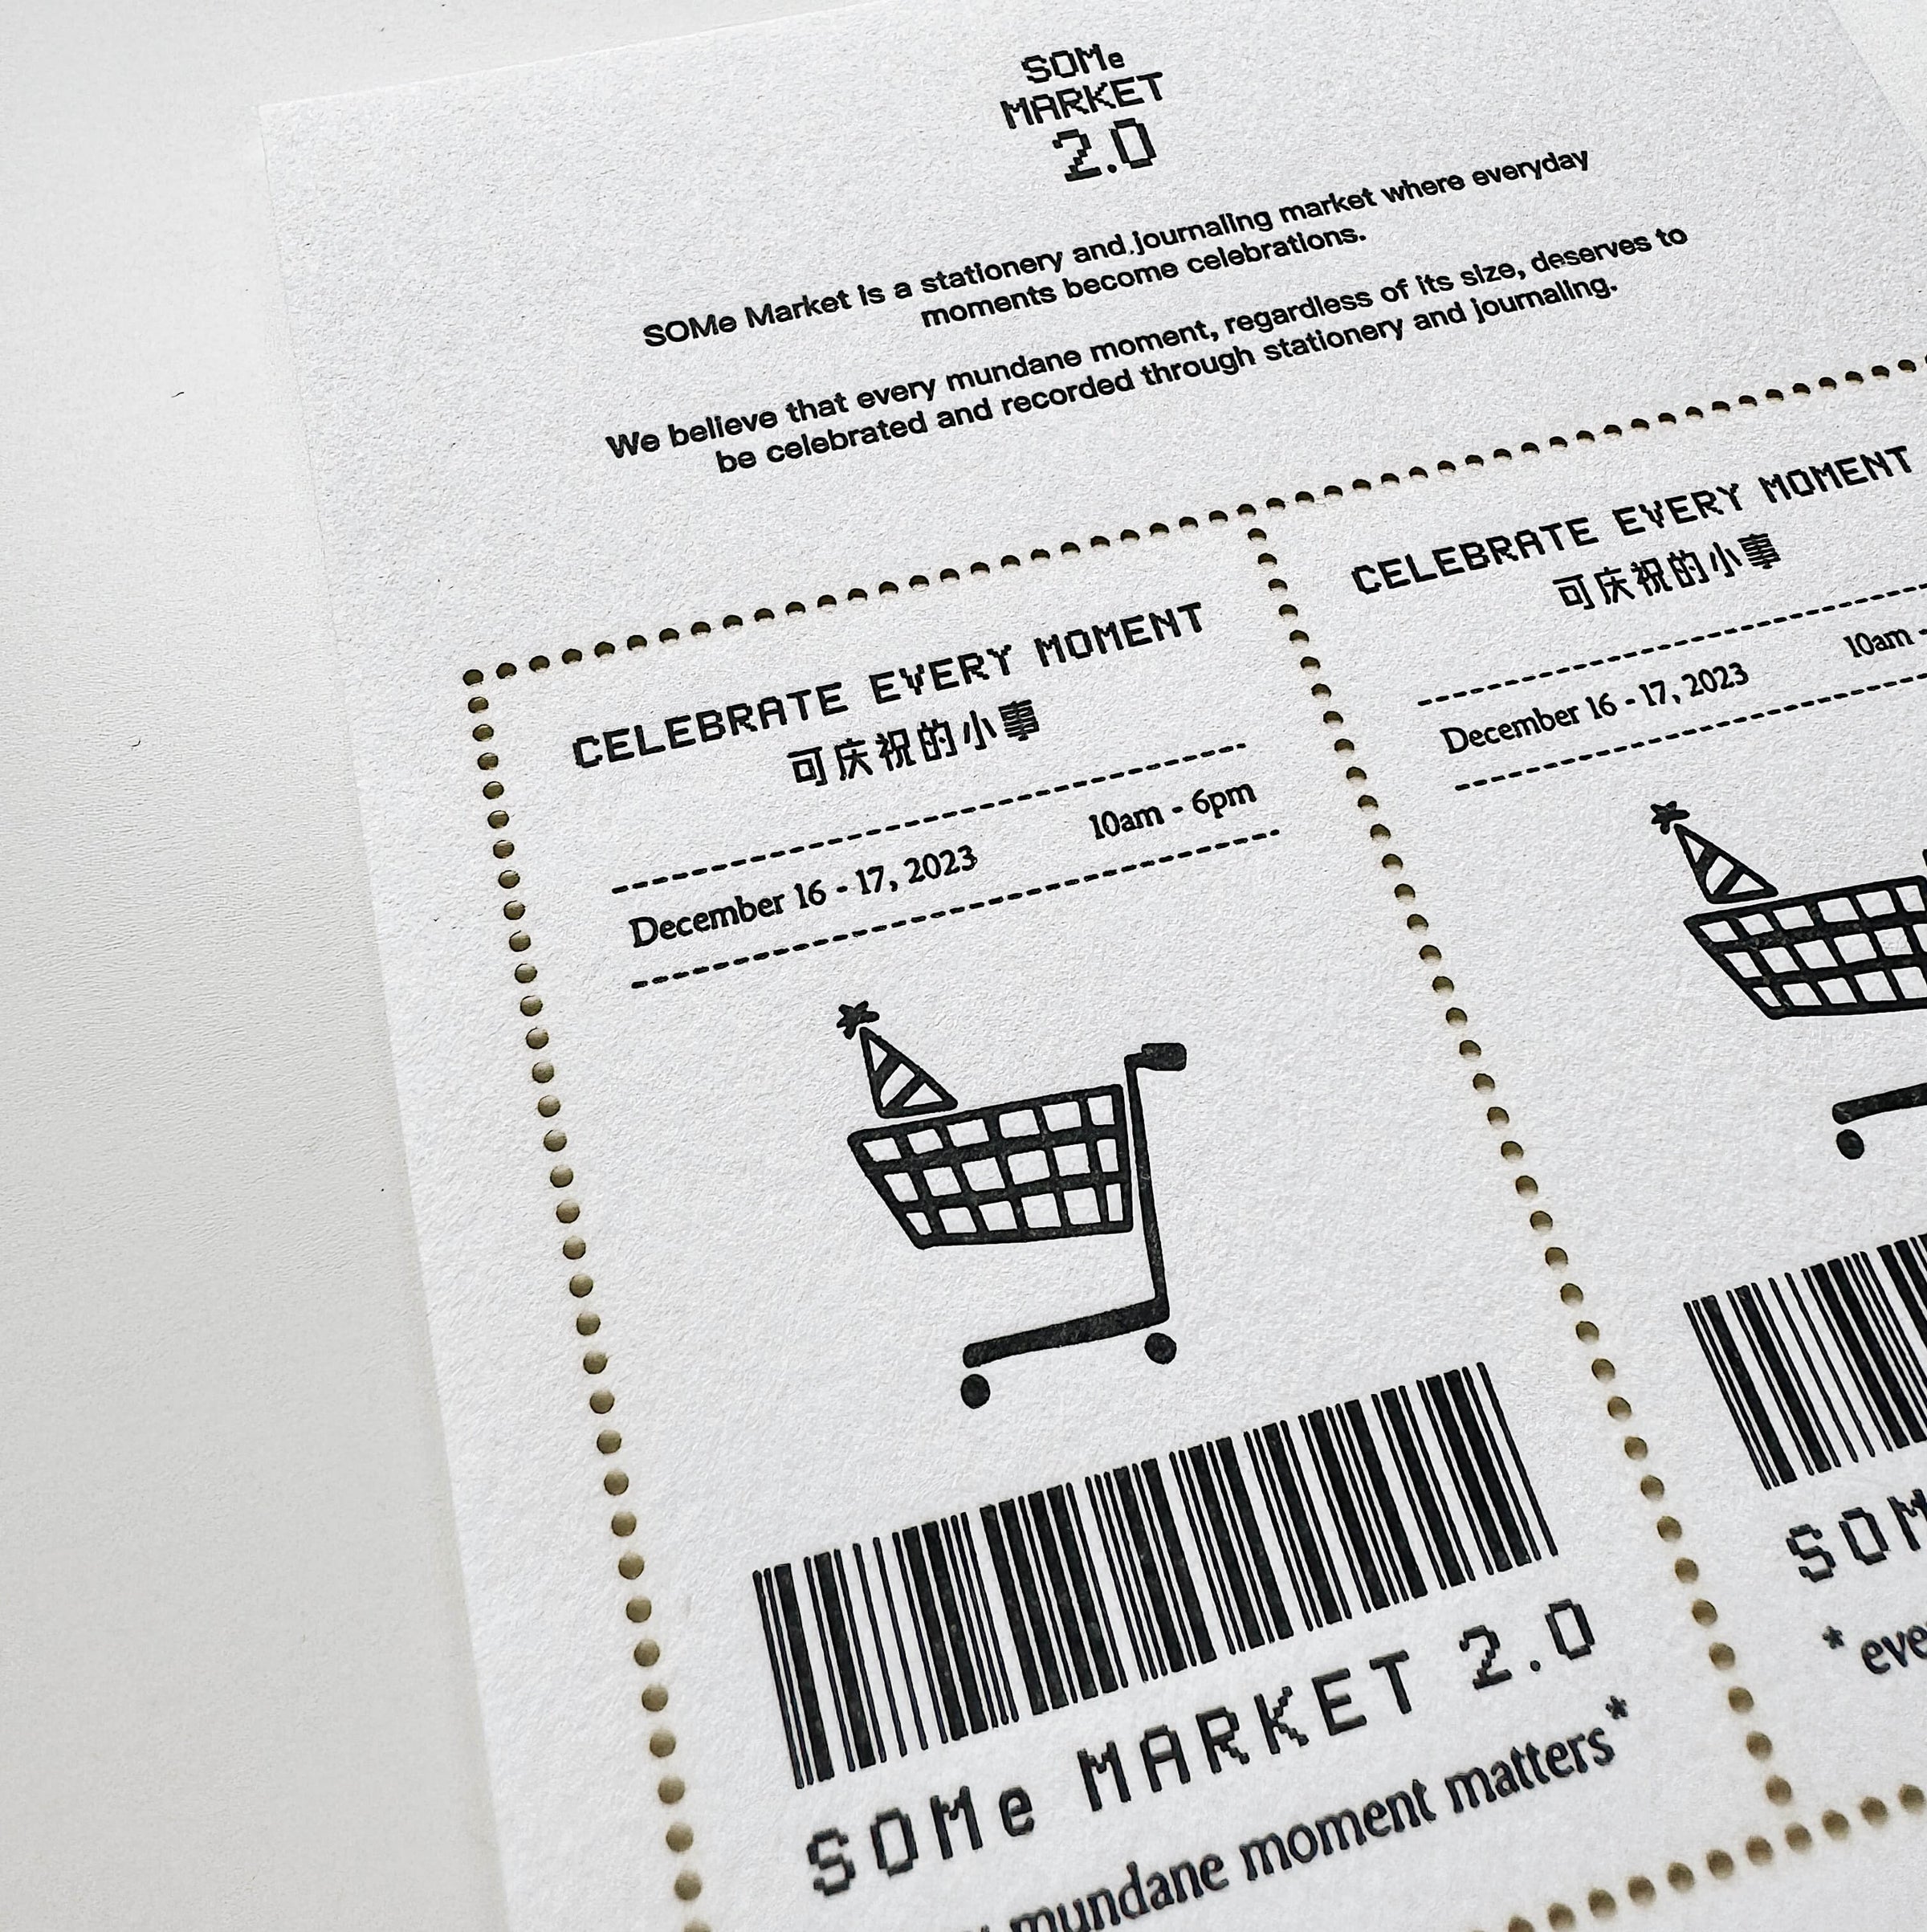 SOMe
MARKET
2.0
SOMe Market is a stationery and journaling market where everyday
moments become celebrations.
We believe that every mundane moment, regardless of its size, deserves to
be celebrated and recorded through stationery and journaling.
CELEBRATE EVERY MOMENT
可庆祝的小事
December 16 - 17, 2023 10am - 6pm
SOMe MARKET 2.0
mundane moment matters*
CELEBRATE EVERY MOMENT
可庆祝的小事
December 16 - 17, 2023 10am -
SOM
* eve